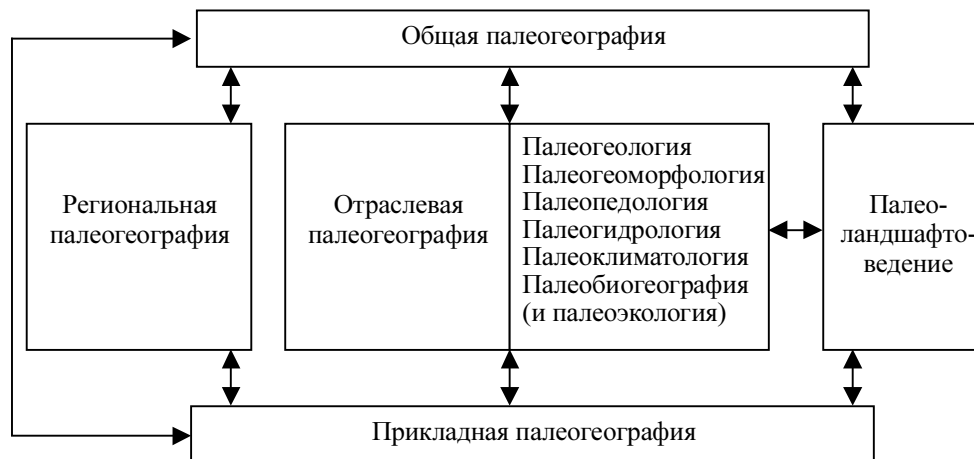 Общая палеогеография
Региональная
палеогеография
Отраслевая
палеогеография
Палеогеология
Палеогеоморфология
Палеопедология
Палеогидрология
Палеоклиматология
Палеобиогеография
(и палеоэкология)
Палео-
ландшафто-
ведение
Прикладная палеогеография